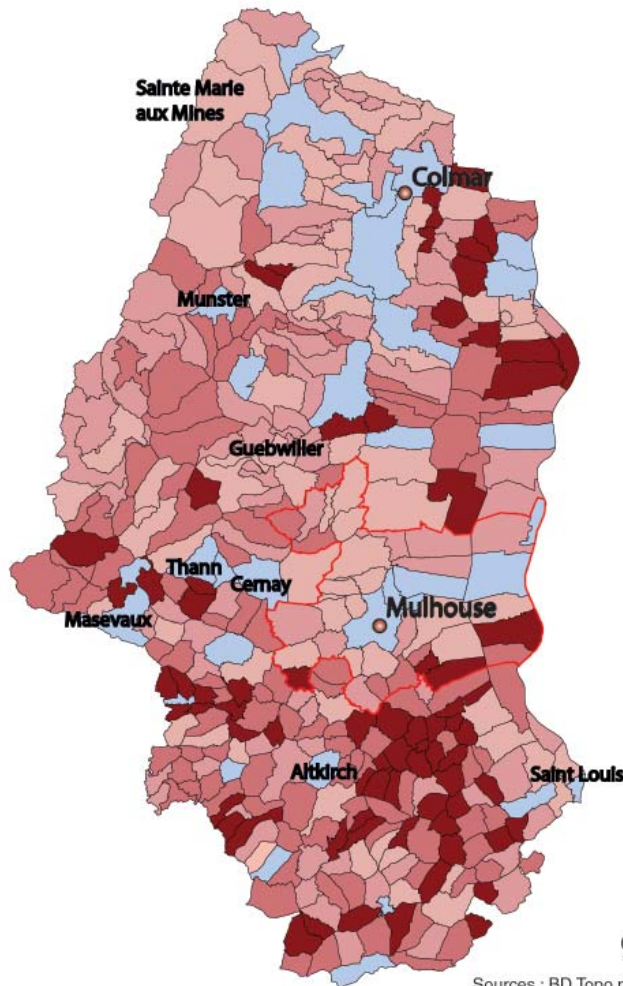 Sainte Marie
aux Mines
Colmar
Munster
Guebwiller
Thann
Cernay
Masevaux
Mulhouse
Altkirch
Saint Louis
Sources : BD Topo